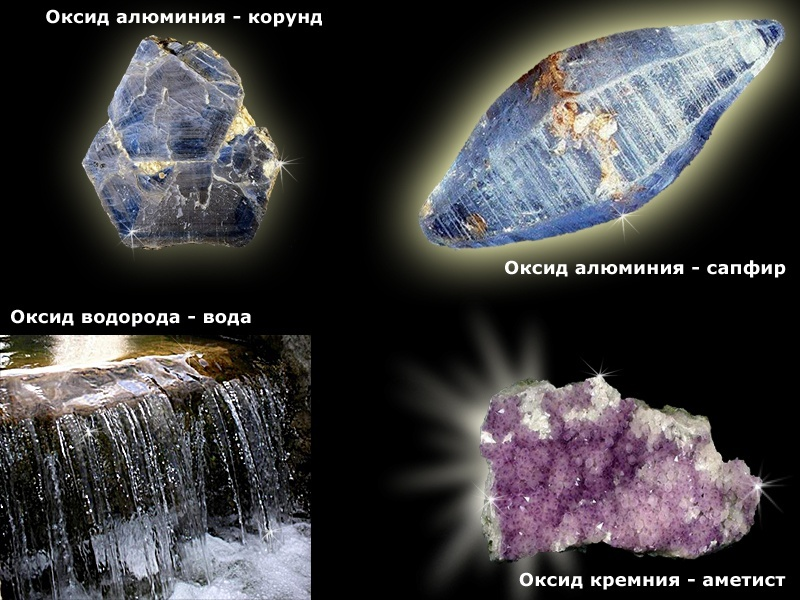 Оксид алюминия - корунд
Оксид алюминия - сапфир
Оксид водорода - вода
Оксид кремния - аметист